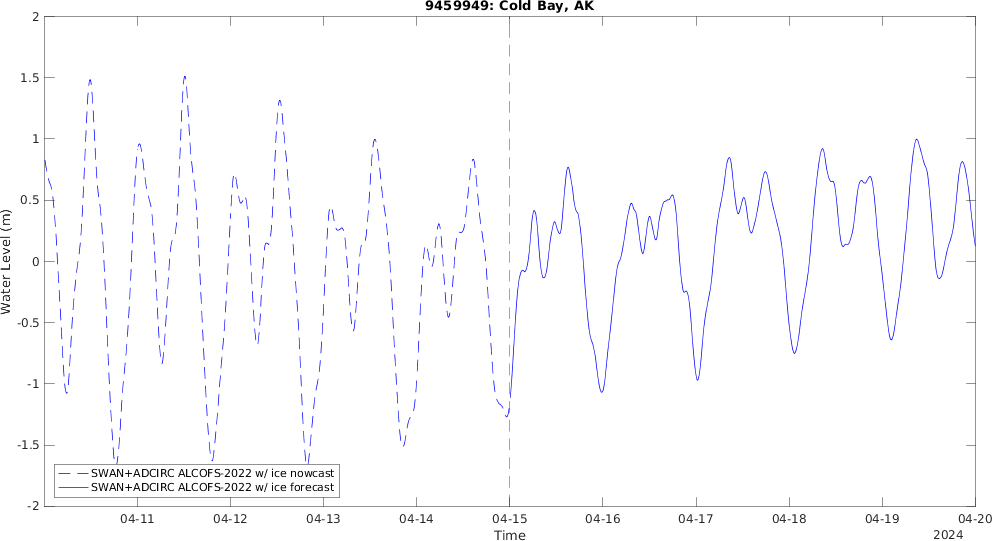 9459949: Cold Bay, AK
Water Level (m)
2
1.5
1
0.5
0
-0.5
-1
-1.5
-2
SWAN+ADCIRC ALCOFS-2022 w/ ice nowcast
SWAN+ADCIRC ALCOFS-2022 w/ ice forecast
04-11 04-12 04-13 04-14 04-15 04-16 04-17 04-18 04-19 04-20
Time
2024